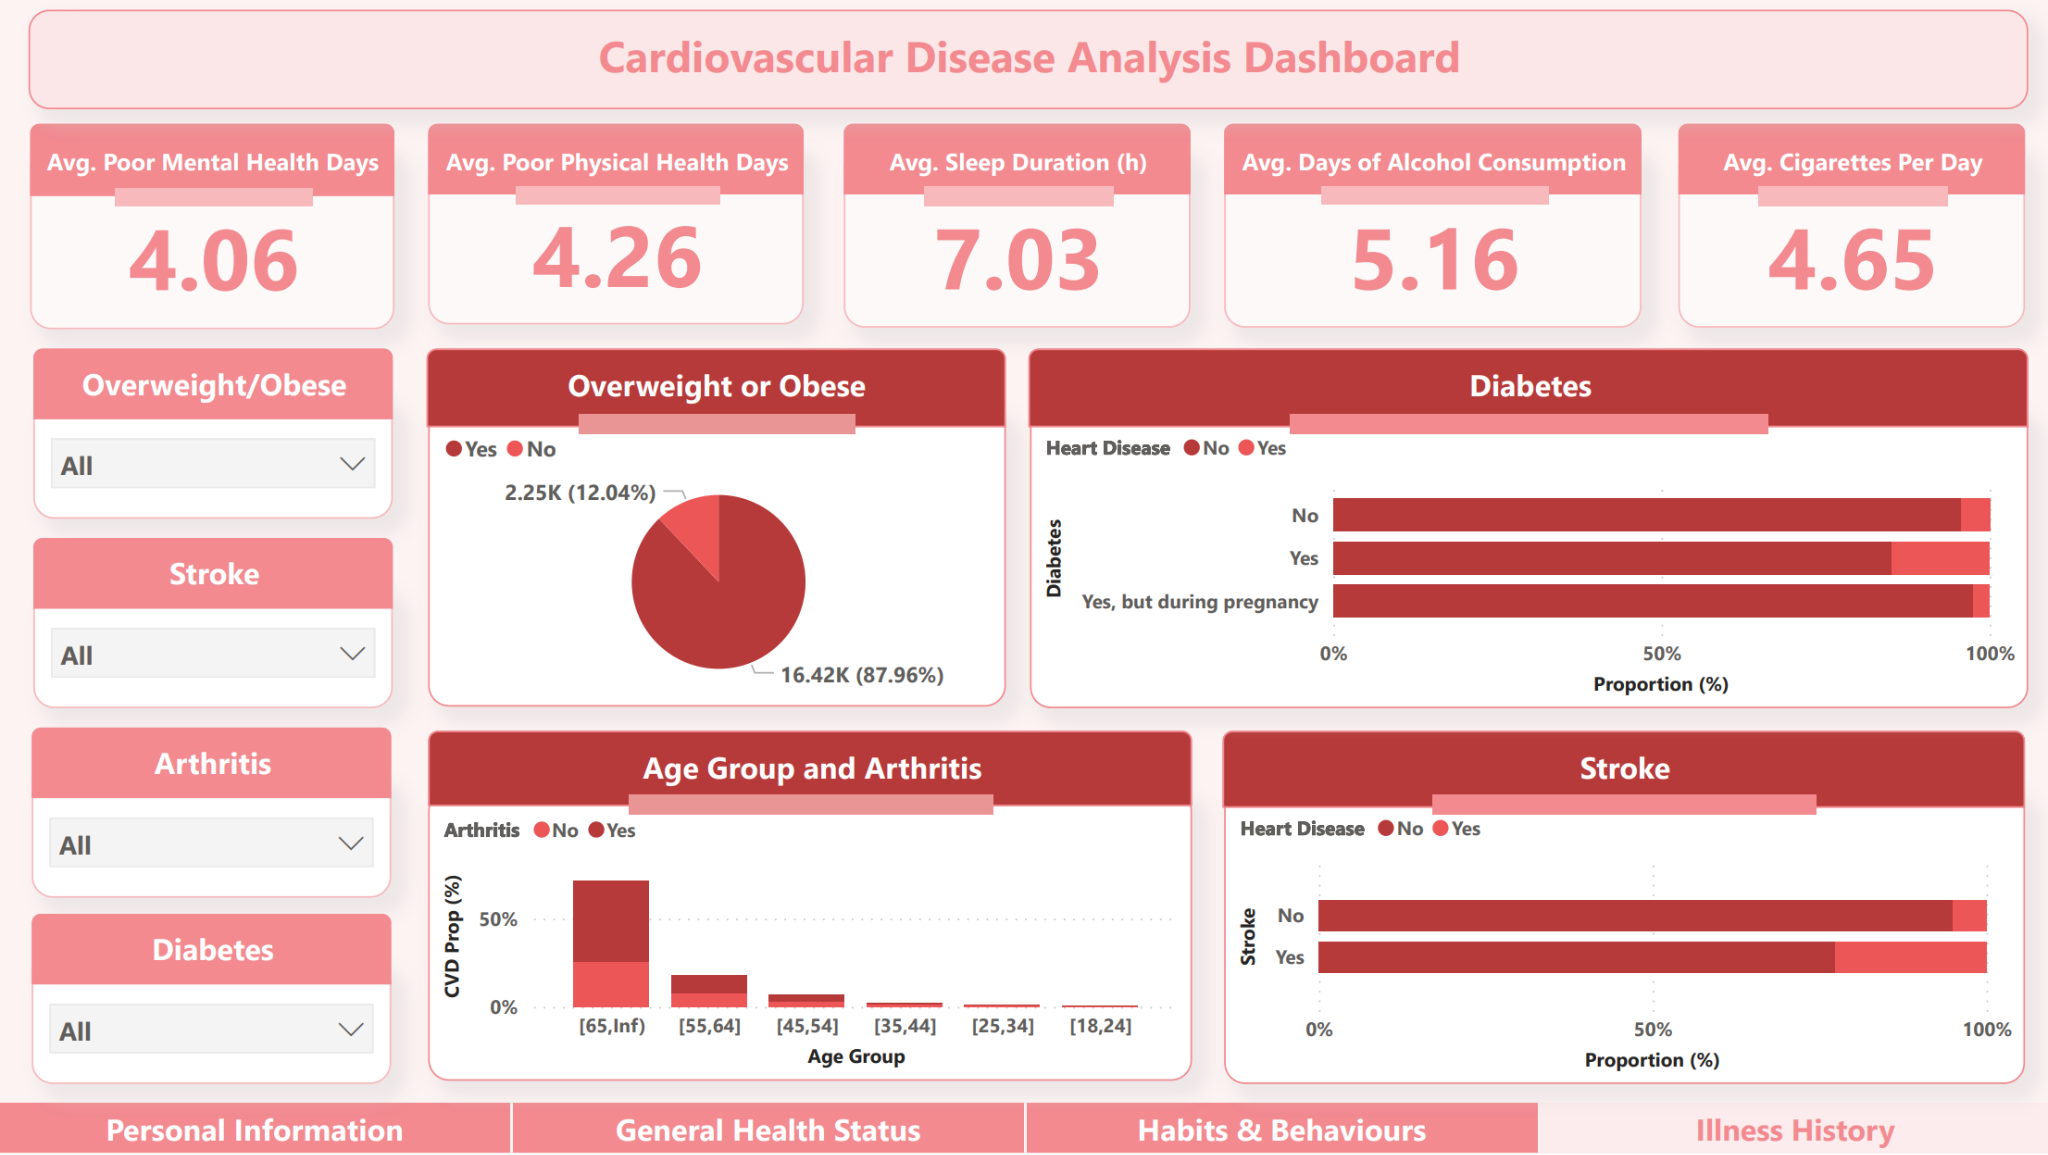 Cardiovascular Disease Analysis Dashboard
Avg. Poor Mental Health Days
4.06
Avg. Poor Physical Health Days
4.26
Avg. Sleep Duration (h)
7.03
Avg. Days of Alcohol Consumption
5.16
Avg. Cigarettes Per Day
4.65
Overweight/Obese
All
Stroke
All
Arthritis
All
Diabetes
All
Overweight or Obese
Yes No
2.25K (12.04%)
16.42K (87.96%)
Diabetes
Heart Disease No Yes
Diabetes
No
Yes
Yes, but during pregnancy
0% 50% 100%
Proportion (%)
Age Group and Arthritis
Arthritis No Yes
CVD Prop (%)
50%
0%
[65,Inf) [55,64] [45,54] [35,44] [25,34] [18,24]
Age Group
Stroke
Heart Disease No Yes
Stroke
No
Yes
0% 50% 100%
Proportion (%)
Personal Information
General Health Status
Habits & Behaviours
Illness History